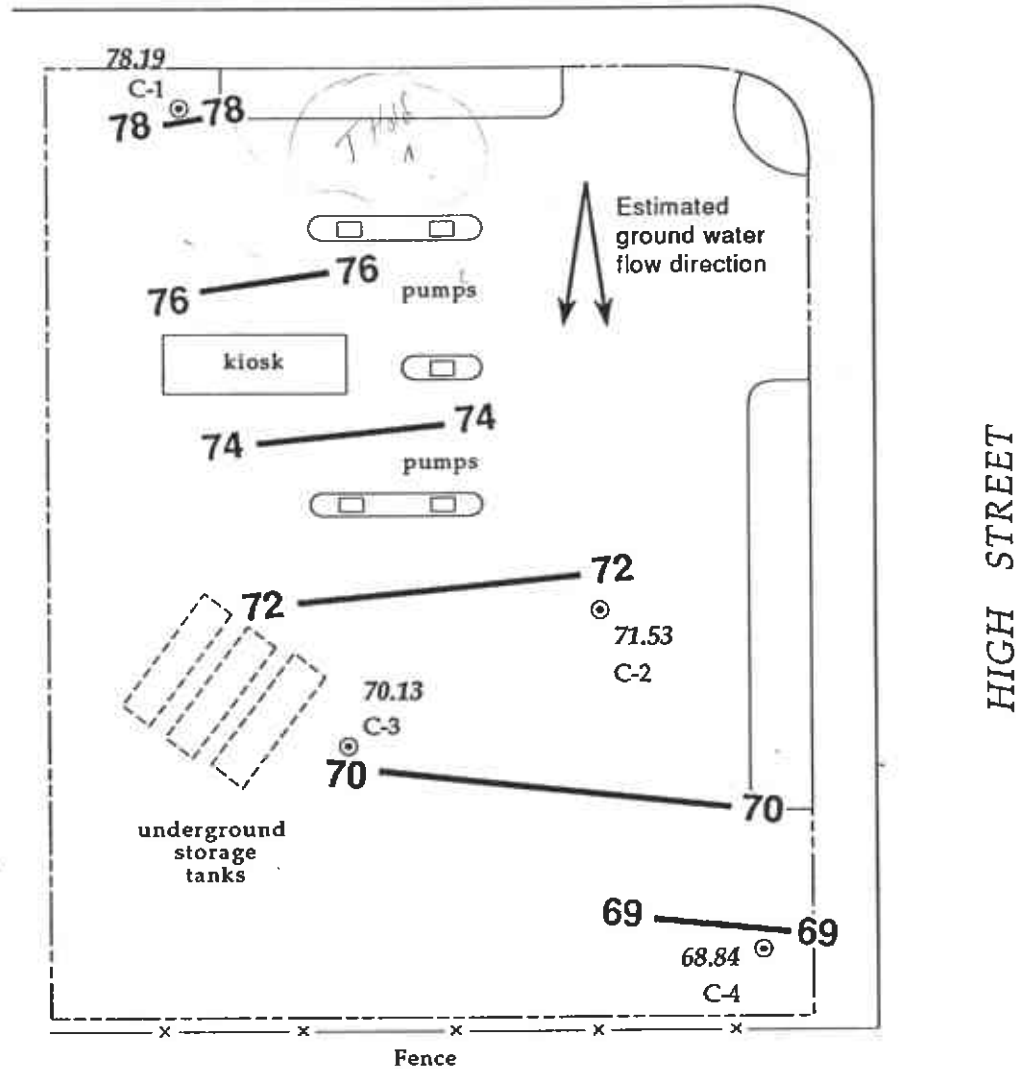 78.19
C-1
78
78
Estimated
ground water
flow direction
76
76
pumps
kiosk
74
74
pumps
HIGH STREET
72
72
71.53
C-2
70.13
C-3
70
70
underground
storage
tanks
69
69
68.84
C-4
x x x x x
Fence